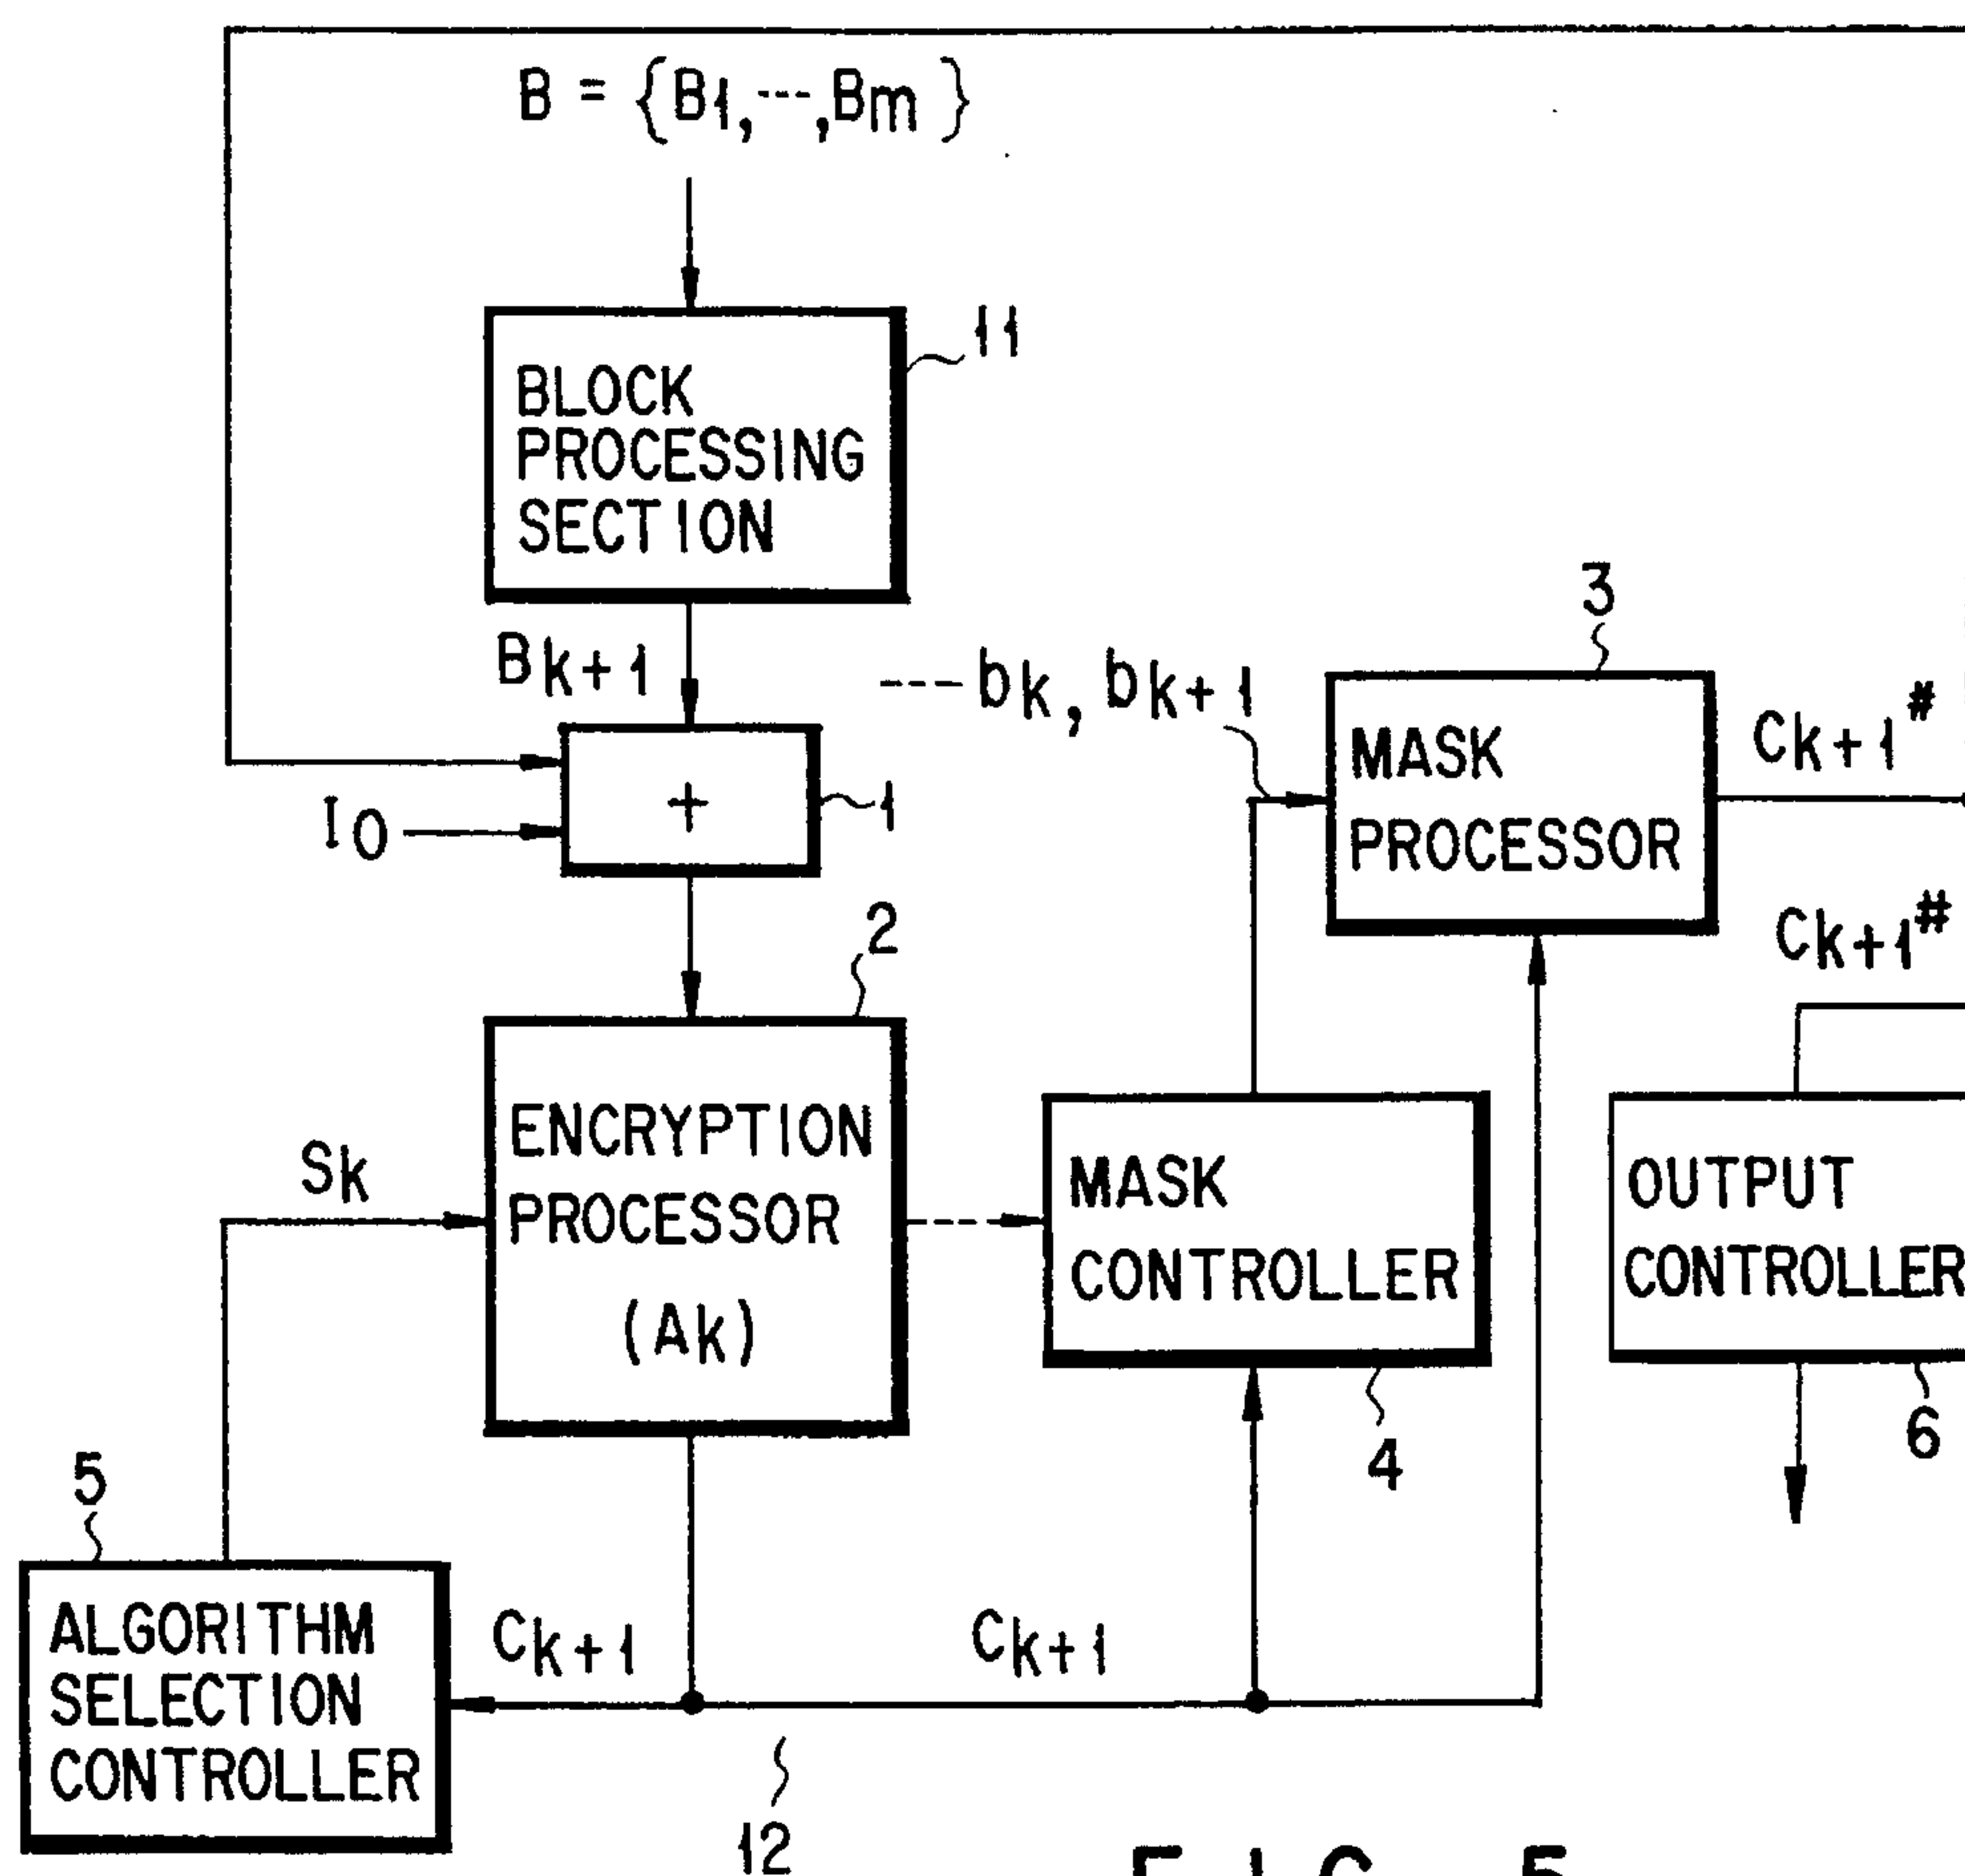 B = {B1, ---, Bm}
11
BLOCK
PROCESSING
SECTION
Bk+1
--- bk, bk+1
3
MASK
PROCESSOR
Ck+1#
I0
+
1
Ck+1#
2
ENCRYPTION
PROCESSOR
(Ak)
Sk
MASK
CONTROLLER
4
OUTPUT
CONTROLLER
6
5
ALGORITHM
SELECTION
CONTROLLER
Ck+1
Ck+1
12
FIG. 5